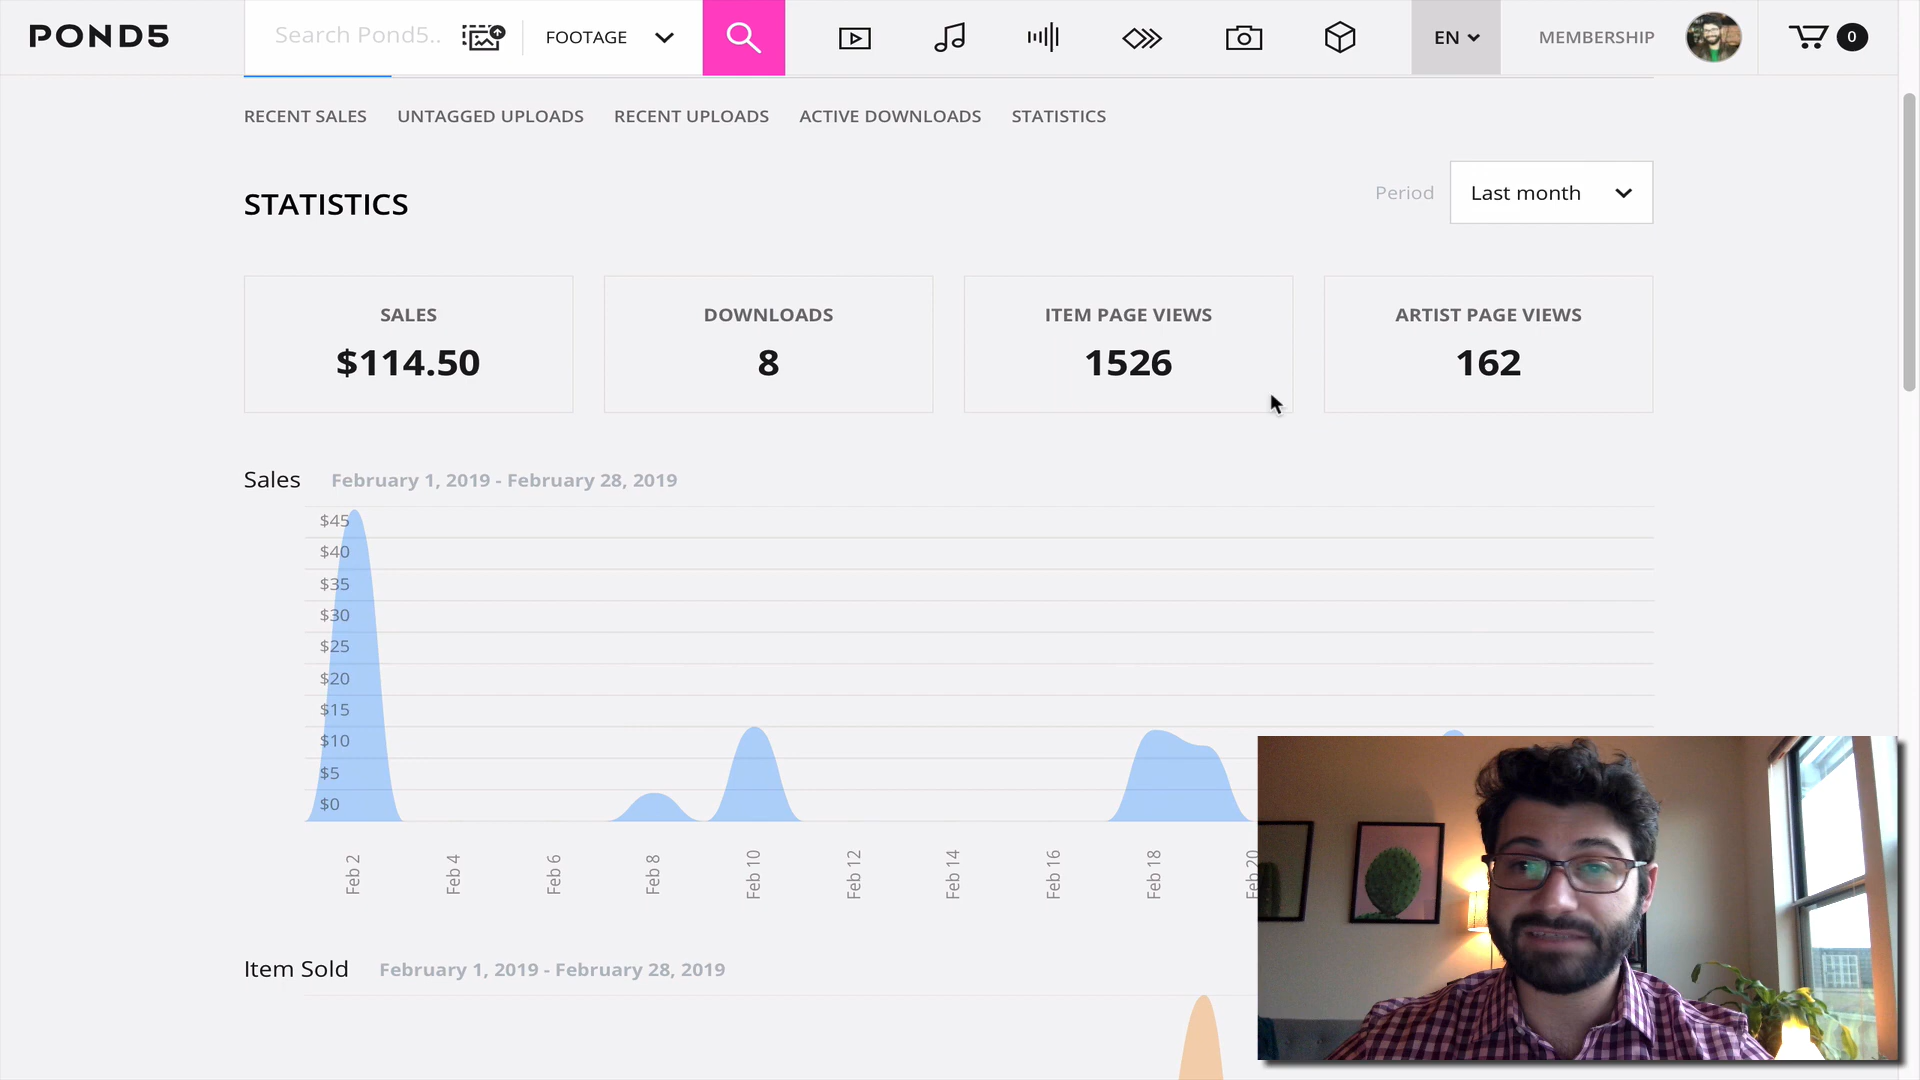 POND5
Search Pond5..
FOOTAGE
EN
MEMBERSHIP
0
RECENT SALES
UNTAGGED UPLOADS
RECENT UPLOADS
ACTIVE DOWNLOADS
STATISTICS
STATISTICS
Period
Last month
SALES
$114.50
DOWNLOADS
8
ITEM PAGE VIEWS
1526
ARTIST PAGE VIEWS
162
Sales February 1, 2019 - February 28, 2019
$45
$40
$35
$30
$25
$20
$15
$10
$5
$0
Feb 2
Feb 4
Feb 6
Feb 8
Feb 10
Feb 12
Feb 14
Feb 16
Feb 18
Feb 20
Item Sold February 1, 2019 - February 28, 2019